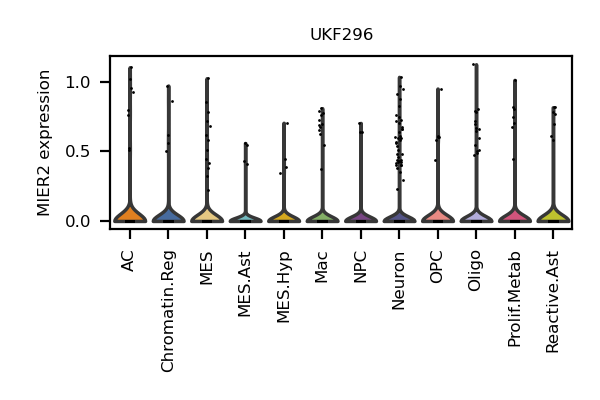 UKF296
MIER2 expression
1.0
0.5
0.0
AC
Chromatin.Reg
MES
MES.Ast
MES.Hyp
Mac
NPC
Neuron
OPC
Oligo
Prolif.Metab
Reactive.Ast